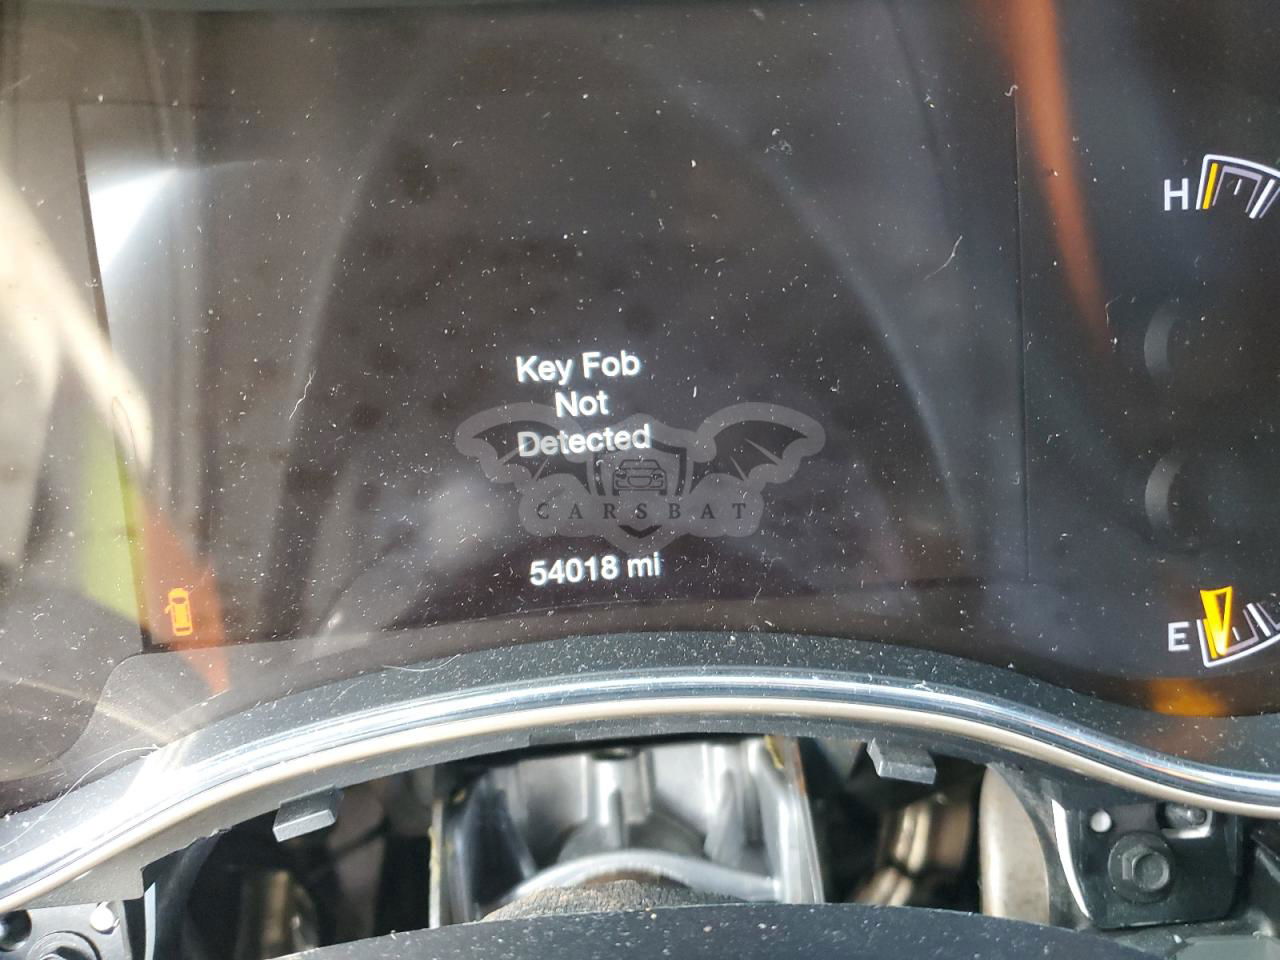 H
Key Fob
Not
Detected
CARSBAT
54018 mi
E